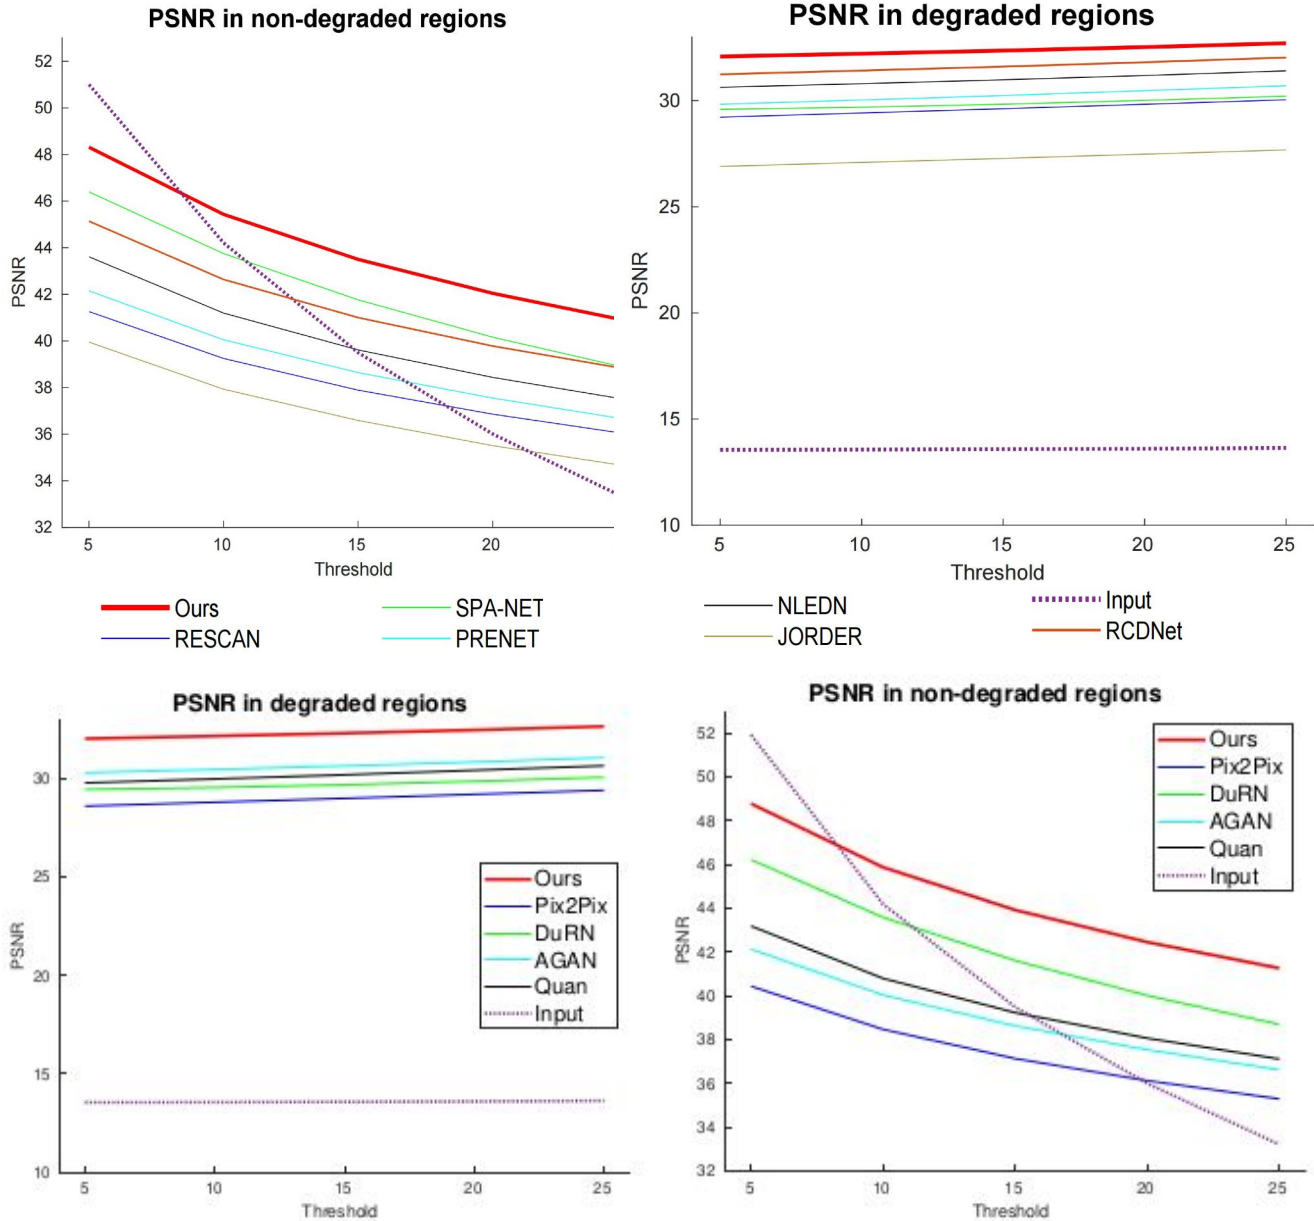 PSNR in non-degraded regions
52
50
48
46
44
42
40
38
36
34
32
PSNR
5 10 15 20
Threshold
PSNR in degraded regions
30
25
20
15
10
PSNR
5 10 15 20 25
Threshold
Ours SPA-NET NLEDN Input
RESCAN PRENET JORDER RCDNet
PSNR in degraded regions
30
25
20
15
10
PSNR
Ours
Pix2Pix
DuRN
AGAN
Quan
Input
5 10 15 20 25
Threshold
PSNR in non-degraded regions
52
50
48
46
44
42
40
38
36
34
32
PSNR
Ours
Pix2Pix
DuRN
AGAN
Quan
Input
5 10 15 20 25
Threshold